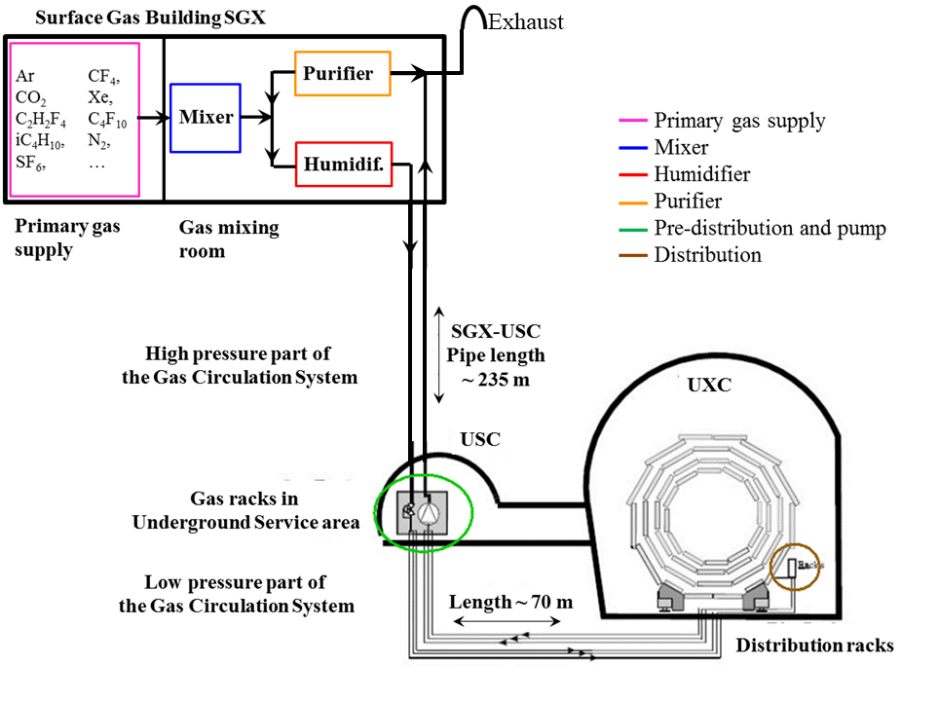 Surface Gas Building SGX
Exhaust
Ar CF₄,
CO₂ Xe,
C₂H₂F₄ C₄F₁₀
iC₄H₁₀, N₂,
SF₆, ...
Mixer
Purifier
Humidif.
Primary gas
supply
Gas mixing
room
Primary gas supply
Mixer
Humidifier
Purifier
Pre-distribution and pump
Distribution
High pressure part of
the Gas Circulation System
SGX-USC
Pipe length
~ 235 m
UXC
USC
Gas racks in
Underground Service area
Low pressure part of
the Gas Circulation System
Length ~ 70 m
Racks
Distribution racks